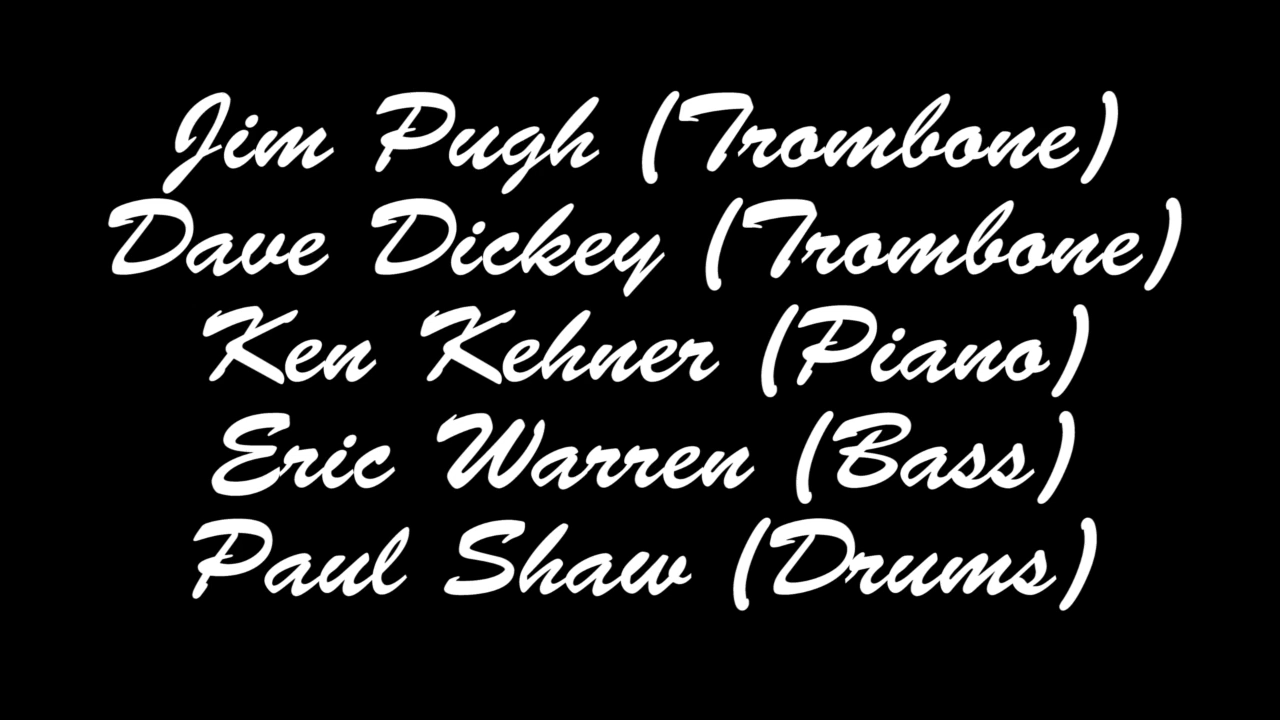 Jim Pugh (Trombone)
Dave Dickey (Trombone)
Ken Kehner (Piano)
Eric Warren (Bass)
Paul Shaw (Drums)